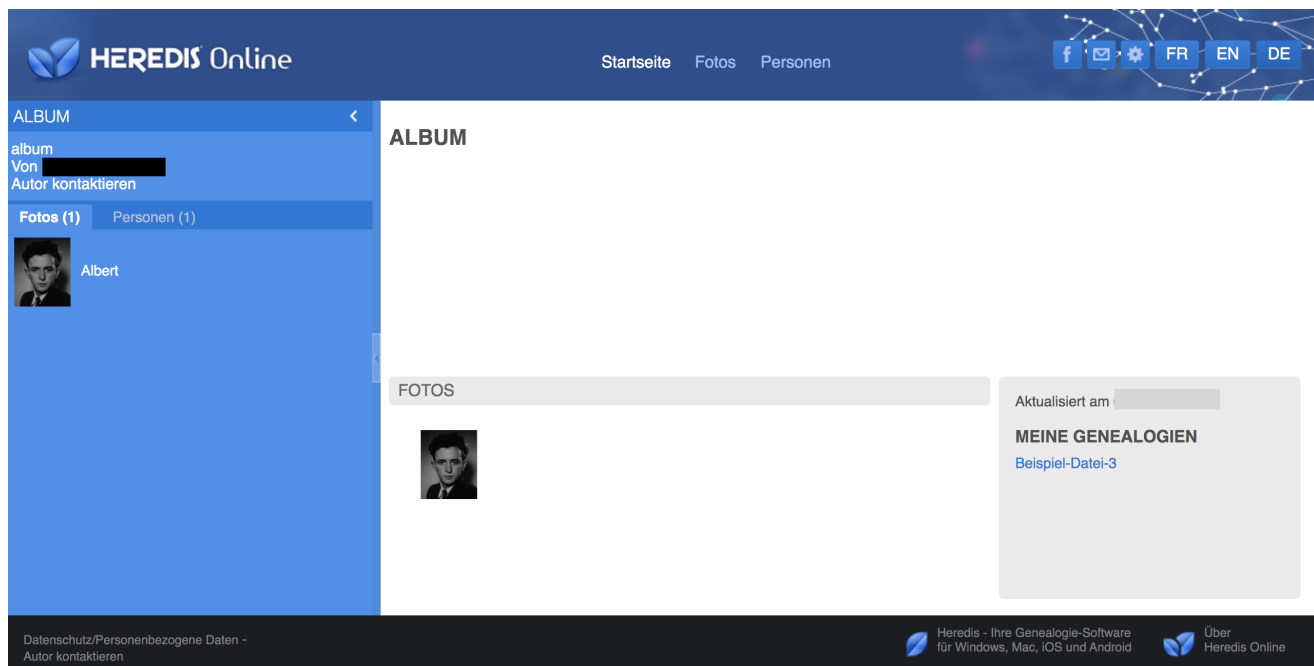 HEREDIS Online
Startseite Fotos Personen
f FR EN DE
ALBUM
album
Von
Autor kontaktieren
Fotos (1) Personen (1)
Albert
ALBUM
FOTOS
Aktualisiert am
MEINE GENEALOGIEN
Beispiel-Datei-3
Datenschutz/Personenbezogene Daten -
Autor kontaktieren
Heredis - Ihre Genealogie-Software
für Windows, Mac, iOS und Android
Über
Heredis Online